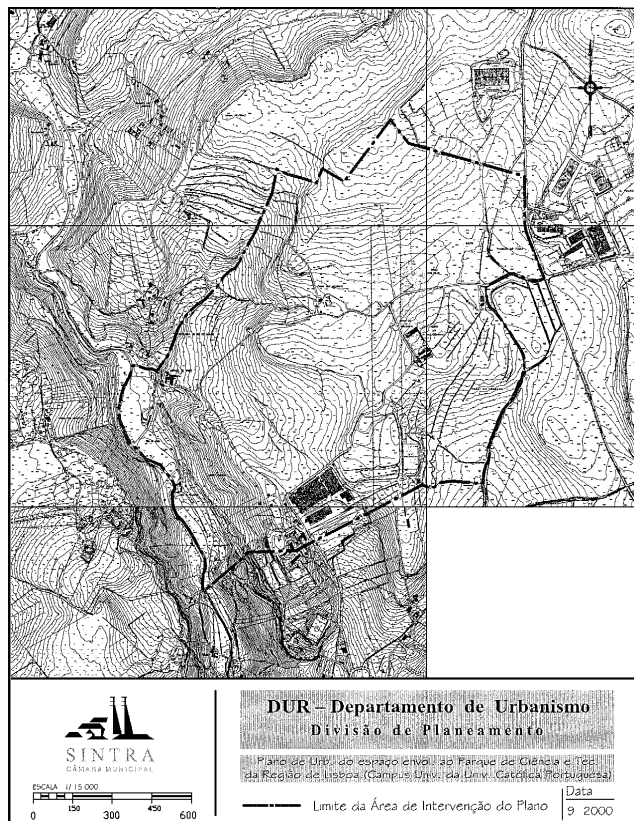 SINTRA
CÂMARA MUNICIPAL
ESCALA 1/15 000
0 150 300 600
DUR – Departamento de Urbanismo
Divisão de Planeamento
Plano de Urb. do espaço envol. ao Parque de Ciência e Tec.
da Região de Lisboa (Campus Univ. da Univ. Católica Portuguesa)
Limite da Área de Intervenção do Plano
Data
9 2000